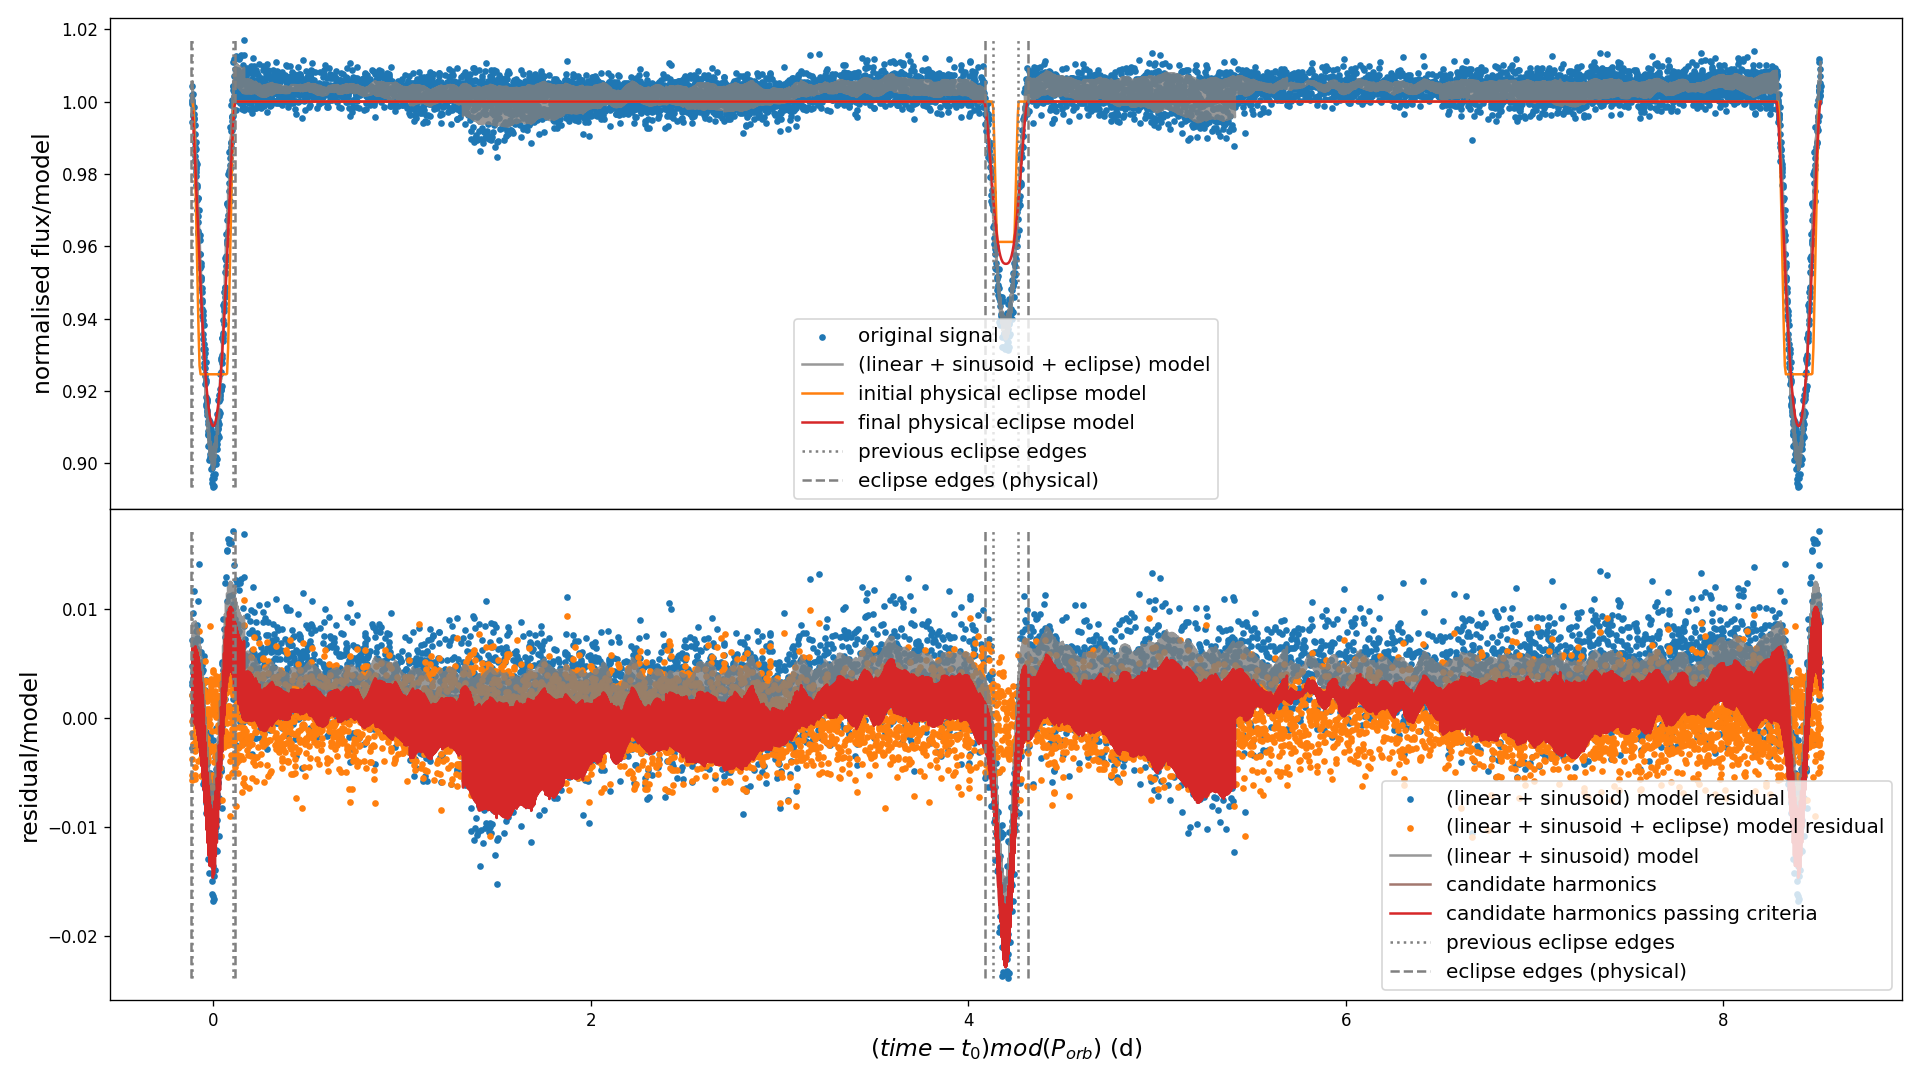 1.02
1.00
0.98
0.96
0.94
0.92
0.90
normalised flux/model
original signal
(linear + sinusoid + eclipse) model
initial physical eclipse model
final physical eclipse model
previous eclipse edges
eclipse edges (physical)
0.01
0.00
−0.01
−0.02
residual/model
(linear + sinusoid) model residual
(linear + sinusoid + eclipse) model residual
(linear + sinusoid) model
candidate harmonics
candidate harmonics passing criteria
previous eclipse edges
eclipse edges (physical)
0 2 4 6 8
(time − t₀)mod(Pₒᵣb) (d)